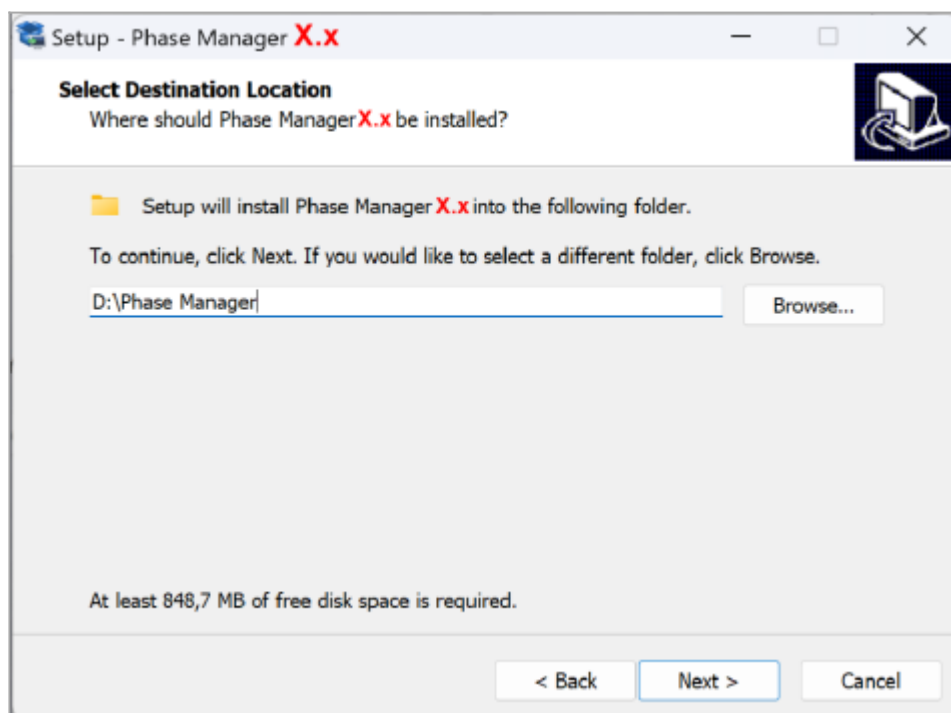 Setup - Phase Manager X.x
Select Destination Location
Where should Phase Manager X.x be installed?
Setup will install Phase Manager X.x into the following folder.
To continue, click Next. If you would like to select a different folder, click Browse.
D:\Phase Manager
Browse...
At least 848,7 MB of free disk space is required.
< Back
Next >
Cancel